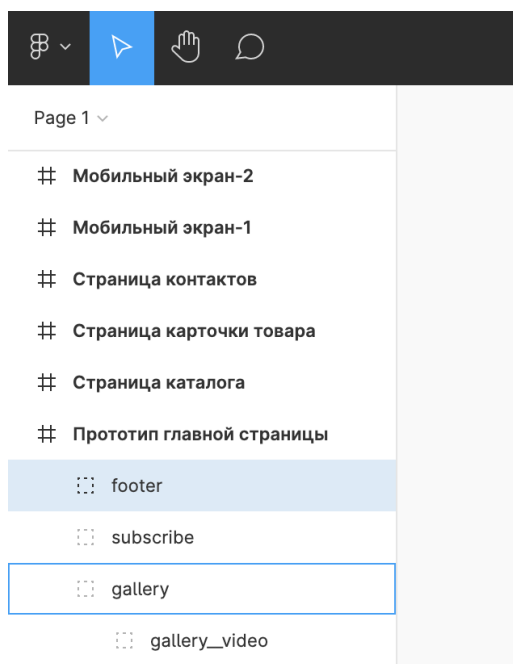 Page 1
Мобильный экран-2
Мобильный экран-1
Страница контактов
Страница карточки товара
Страница каталога
Прототип главной страницы
footer
subscribe
gallery
gallery__video